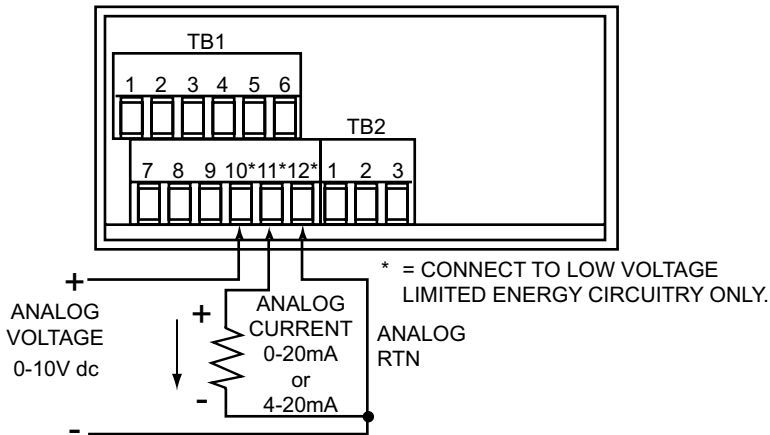 TB1
1 2 3 4 5 6
TB2
7 8 9 10* 11* 12* 1 2 3
* = CONNECT TO LOW VOLTAGE
LIMITED ENERGY CIRCUITRY ONLY.
+
ANALOG
VOLTAGE
0-10V dc
-
+
-
ANALOG
CURRENT
0-20mA
or
4-20mA
ANALOG
RTN